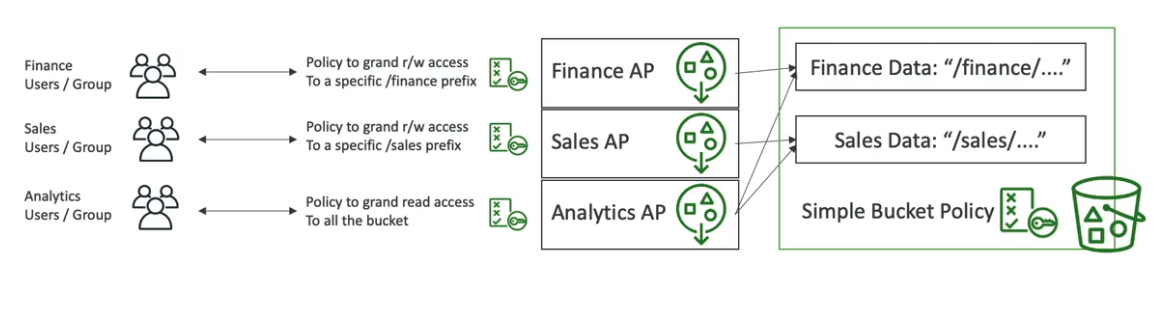 Finance
Users / Group
Policy to grand r/w access
To a specific /finance prefix
Finance AP
Finance Data: “/finance/....”
Sales
Users / Group
Policy to grand r/w access
To a specific /sales prefix
Sales AP
Sales Data: “/sales/....”
Analytics
Users / Group
Policy to grand read access
To all the bucket
Analytics AP
Simple Bucket Policy